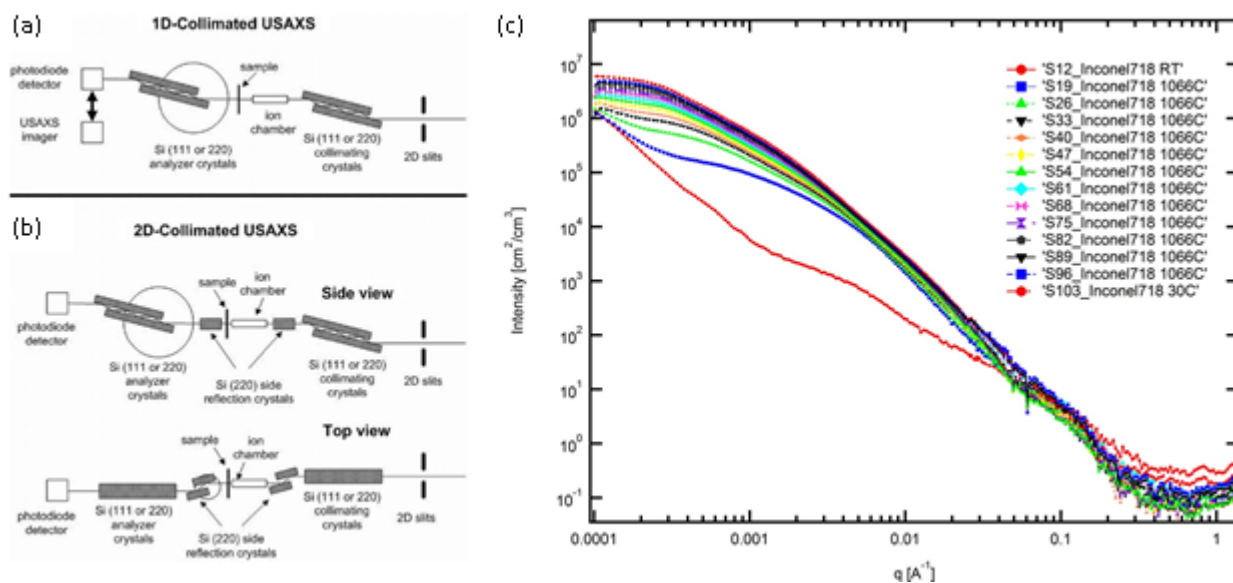 (a)
1D-Collimated USAXS
photodiode
detector
sample
USAXS
imager
ion
chamber
Si (111 or 220)
analyzer
crystals
Si (111 or 220)
collimating
crystals
2D slits
(b)
2D-Collimated USAXS
sample
ion
chamber
Side view
photodiode
detector
Si (111 or 220)
analyzer
crystals
Si (220) side
reflection crystals
Si (111 or 220)
collimating
crystals
2D slits
Top view
sample
ion
chamber
photodiode
detector
Si (111 or 220)
analyzer
crystals
Si (220) side
reflection crystals
Si (111 or 220)
collimating
crystals
2D slits
(c)
Intensity [cm²/cm³]
10⁷
10⁶
10⁵
10⁴
10³
10²
10¹
10⁰
10⁻¹
'S12_Inconel718 RT'
'S19_Inconel718 1066C'
'S26_Inconel718 1066C'
'S33_Inconel718 1066C'
'S40_Inconel718 1066C'
'S47_Inconel718 1066C'
'S54_Inconel718 1066C'
'S61_Inconel718 1066C'
'S68_Inconel718 1066C'
'S75_Inconel718 1066C'
'S82_Inconel718 1066C'
'S89_Inconel718 1066C'
'S96_Inconel718 1066C'
'S103_Inconel718 30C'
0.0001
0.001
0.01
0.1
1
q [A⁻¹]